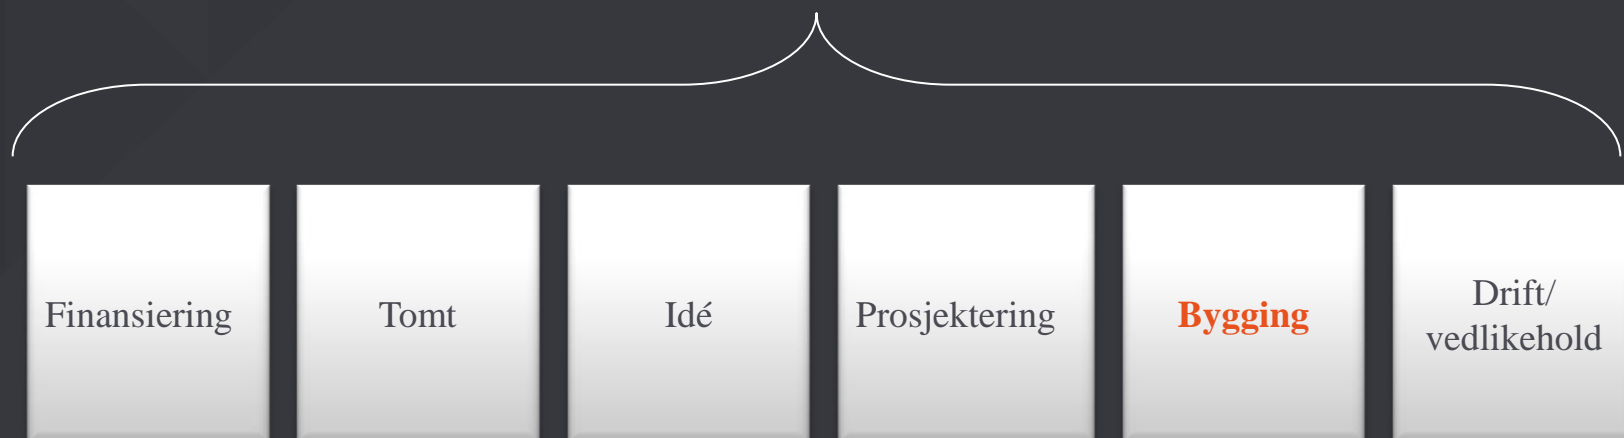 Finansiering
Tomt
Idé
Prosjektering
Bygging
Drift/
vedlikehold